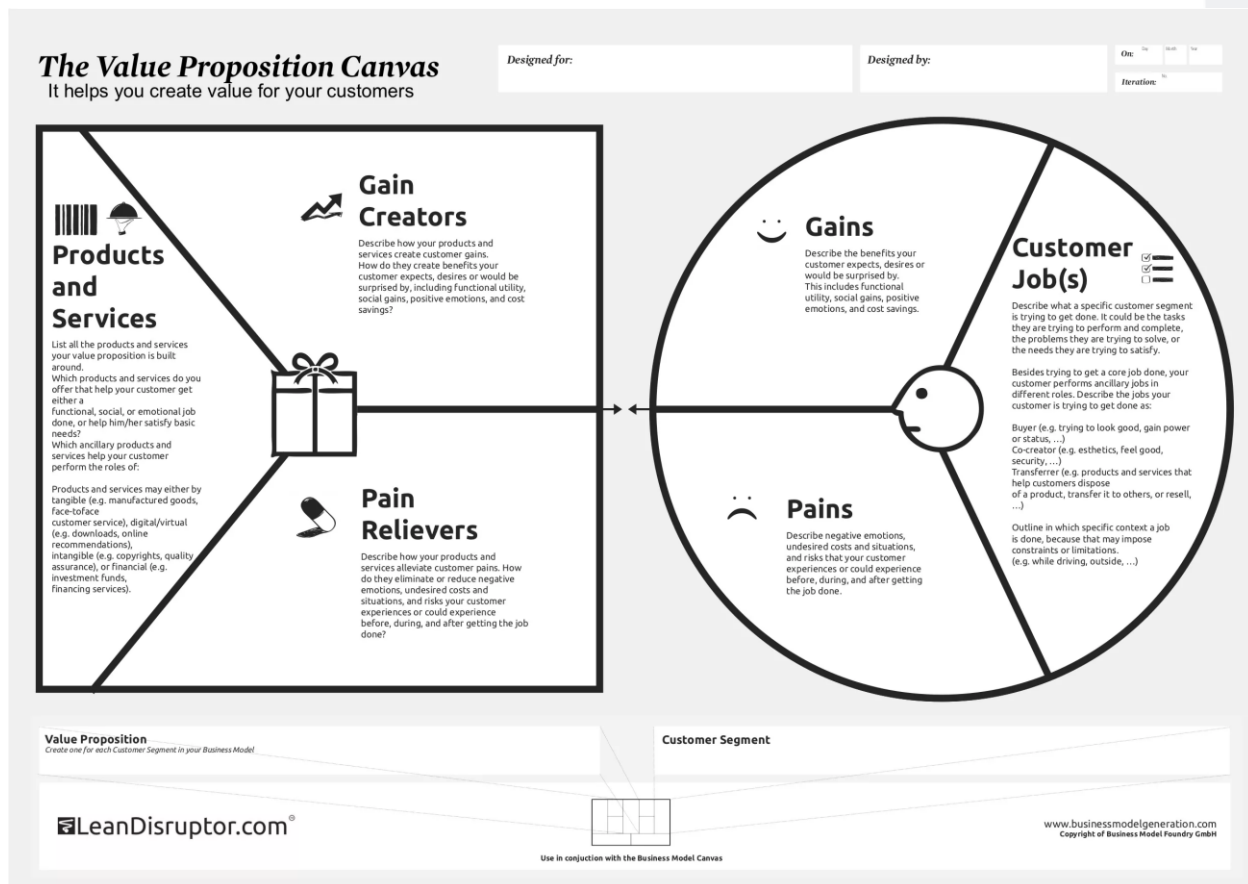 The Value Proposition Canvas
It helps you create value for your customers
Designed for:
Designed by:
On:
Day
Month
Year
Iteration:
No.
Products
and
Services
List all the products and services
your value proposition is built
around.
Which products and services do you
offer that help your customer get
either a
functional, social, or emotional job
done, or help him/her satisfy basic
needs?
Which ancillary products and
services help your customer
perform the roles of:
Products and services may either by
tangible (e.g. manufactured goods,
face-toface
customer service), digital/virtual
(e.g. downloads, online
recommendations),
intangible (e.g. copyrights, quality
assurance), or financial (e.g.
investment funds,
financing services).
Gain
Creators
Describe how your products and
services create customer gains.
How do they create benefits your
customer expects, desires or would be
surprised by, including functional utility,
social gains, positive emotions, and cost
savings?
Pain
Relievers
Describe how your products and
services alleviate customer pains. How
do they eliminate or reduce negative
emotions, undesired costs and
situations, and risks your customer
experiences or could experience
before, during, and after getting the job
done?
Gains
Describe the benefits your
customer expects, desires or
would be surprised by.
This includes functional
utility, social gains, positive
emotions, and cost savings.
Pains
Describe negative emotions,
undesired costs and situations,
and risks that your customer
experiences or could experience
before, during, and after getting
the job done.
Customer
Job(s)
Describe what a specific customer segment
is trying to get done. It could be the tasks
they are trying to perform and complete,
the problems they are trying to solve, or
the needs they are trying to satisfy.
Besides trying to get a core job done, your
customer performs ancillary jobs in
different roles. Describe the jobs your
customer is trying to get done as:
Buyer (e.g. trying to look good, gain power
or status, ...)
Co-creator (e.g. esthetics, feel good,
security, ...)
Transferrer (e.g. products and services that
help customers dispose
of a product, transfer it to others, or resell,
...)
Outline in which specific context a job
is done, because that may impose
constraints or limitations.
(e.g. while driving, outside, ...)
Value Proposition
Create one for each Customer Segment in your Business Model
Customer Segment
LeanDisruptor.com
www.businessmodelgeneration.com
Copyright of Business Model Foundry GmbH
Use in conjuction with the Business Model Canvas